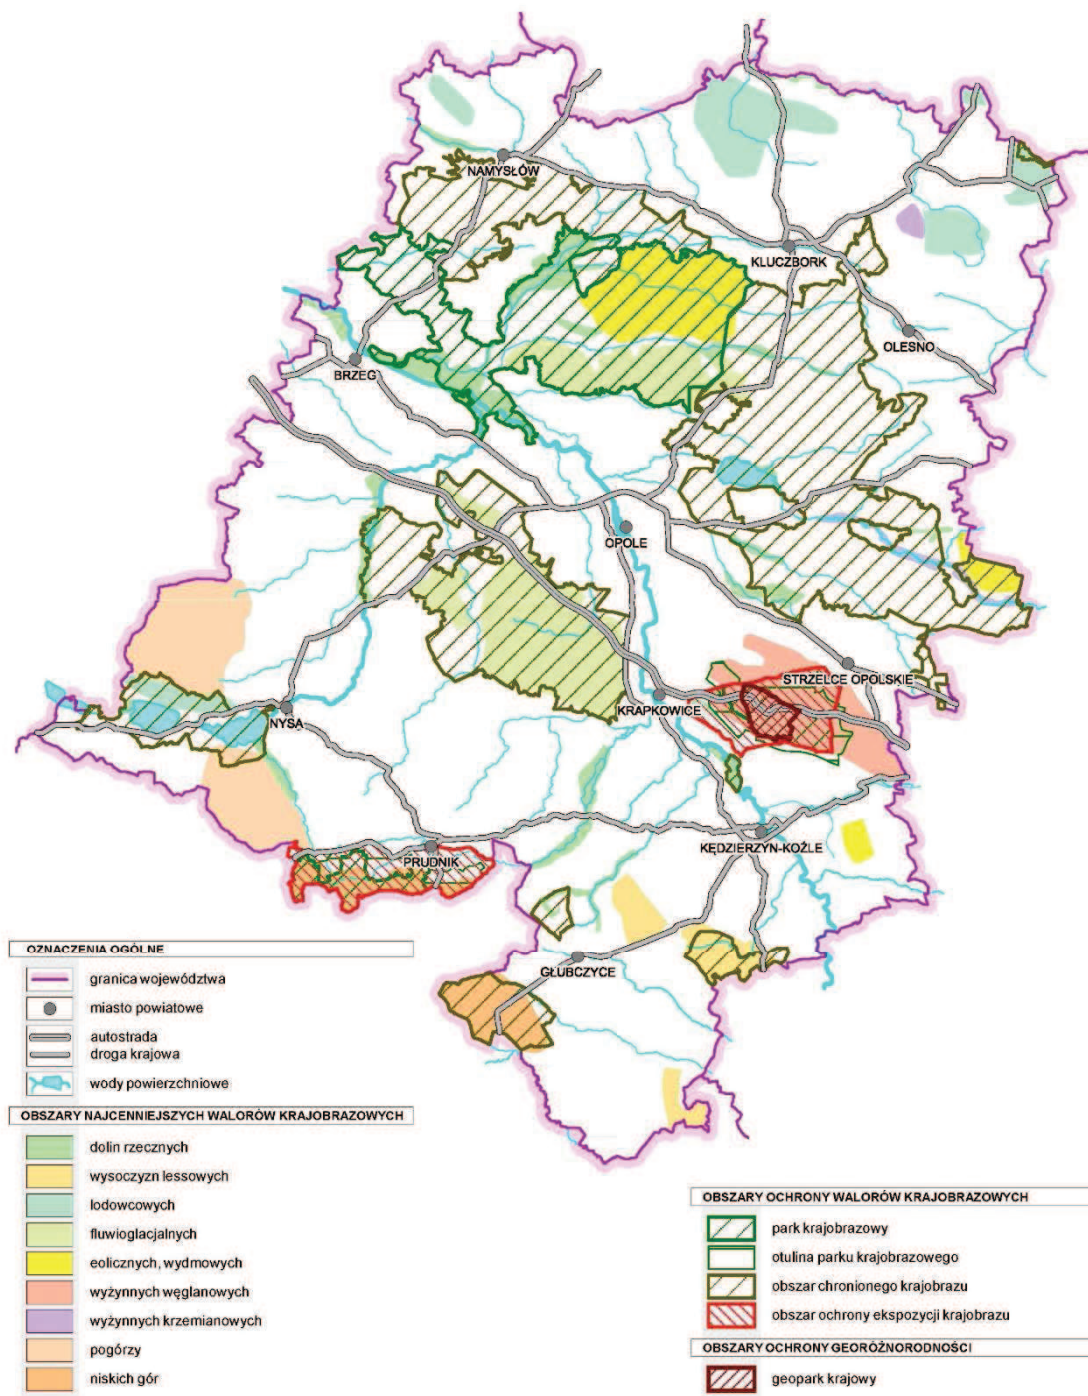 NAMYSŁÓW
KLUCZBORK
OLESNO
BRZEG
OPOLE
STRZELCE OPOLSKIE
KRAPKOWICE
NYSA
KĘDZIERZYN-KOŹLE
PRUDNIK
GŁUBCZYCE
OZNACZENIA OGÓLNE
granica województwa
miasto powiatowe
autostrada
droga krajowa
wody powierzchniowe
OBSZARY NAJCENNIEJSZYCH WALORÓW KRAJOBRAZOWYCH
dolin rzecznych
wysoczyzn lessowych
lodowcowych
fluwioglacjalnych
eolicznych, wydmowych
wyżynnych węglanowych
wyżynnych krzemianowych
pogórzy
niskich gór
OBSZARY OCHRONY WALORÓW KRAJOBRAZOWYCH
park krajobrazowy
otulina parku krajobrazowego
obszar chronionego krajobrazu
obszar ochrony ekspozycji krajobrazu
OBSZARY OCHRONY GEORÓŻNORODNOŚCI
geopark krajowy